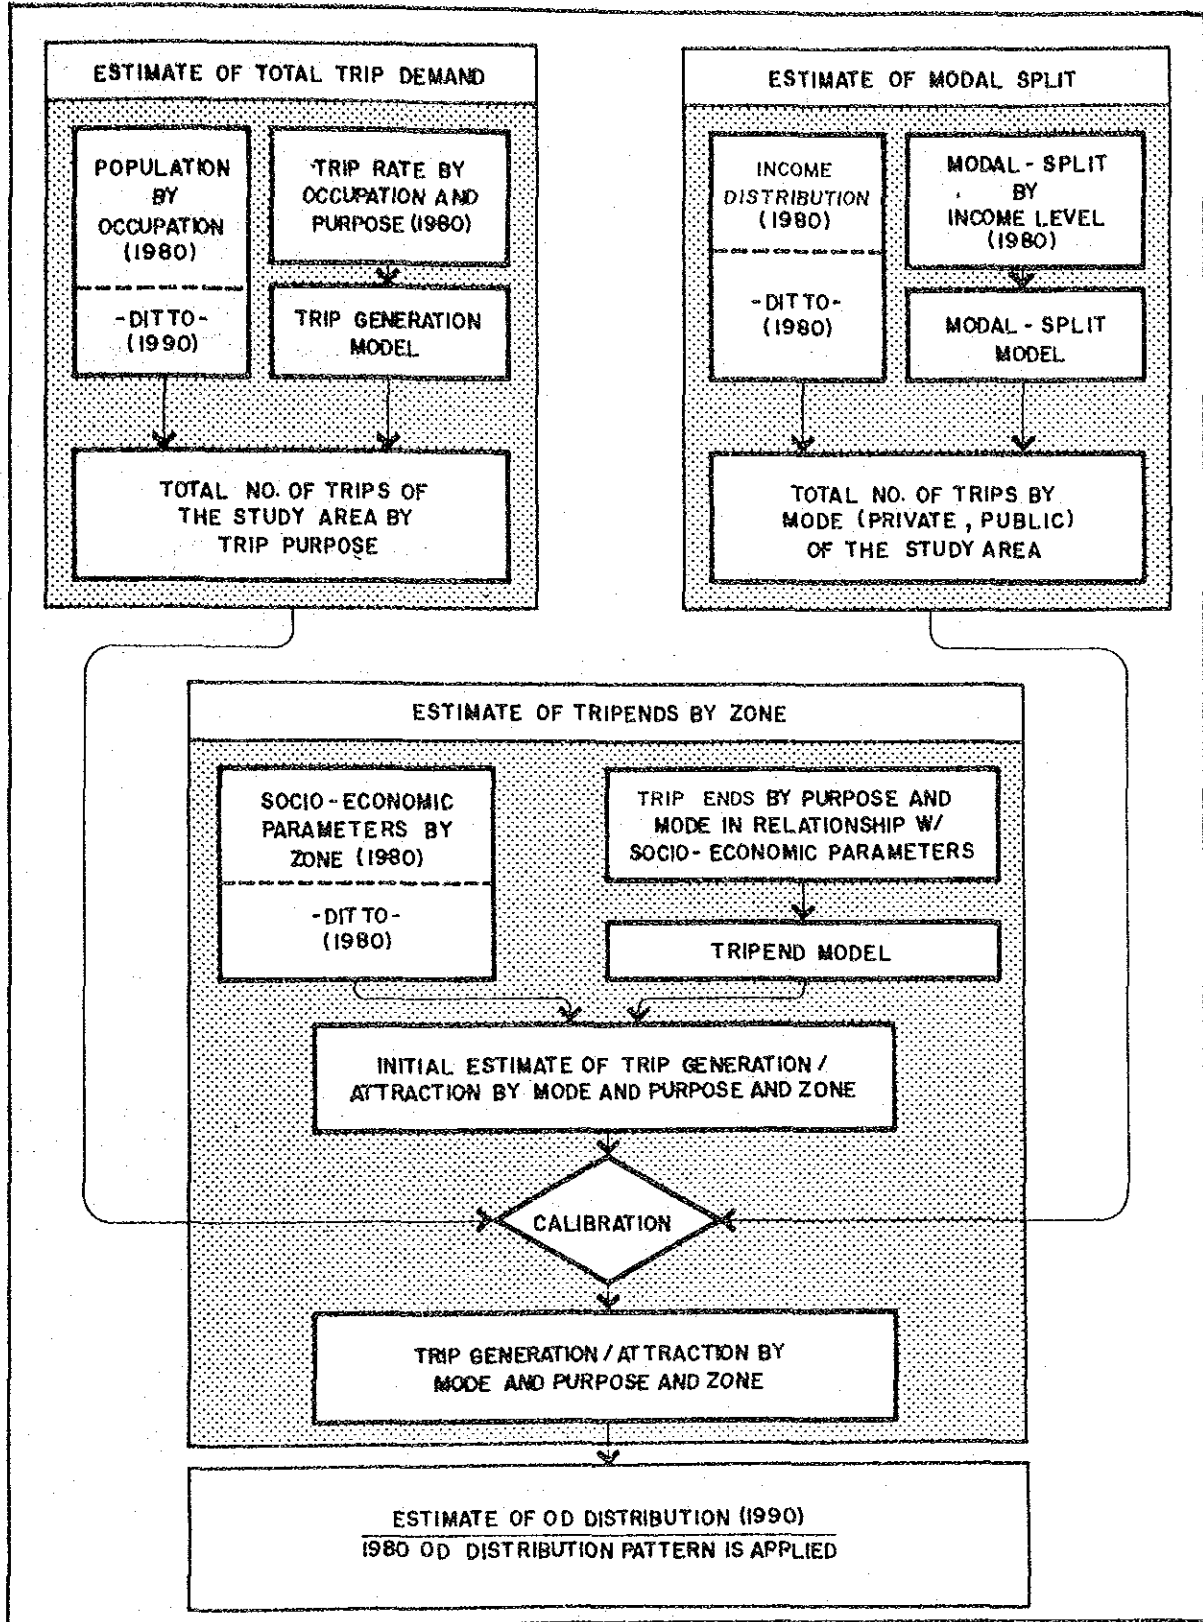 ESTIMATE OF TOTAL TRIP DEMAND
POPULATION
BY
OCCUPATION
(1980)
-DITTO-
(1990)
TRIP RATE BY
OCCUPATION AND
PURPOSE (1980)
TRIP GENERATION
MODEL
TOTAL NO. OF TRIPS OF
THE STUDY AREA BY
TRIP PURPOSE
ESTIMATE OF MODAL SPLIT
INCOME
DISTRIBUTION
(1980)
-DITTO-
(1980)
MODAL-SPLIT
BY
INCOME LEVEL
(1980)
MODAL-SPLIT
MODEL
TOTAL NO. OF TRIPS BY
MODE (PRIVATE, PUBLIC)
OF THE STUDY AREA
ESTIMATE OF TRIPENDS BY ZONE
SOCIO-ECONOMIC
PARAMETERS BY
ZONE (1980)
-DITTO-
(1980)
TRIP ENDS BY PURPOSE AND
MODE IN RELATIONSHIP W/
SOCIO-ECONOMIC PARAMETERS
TRIPEND MODEL
INITIAL ESTIMATE OF TRIP GENERATION/
ATTRACTION BY MODE AND PURPOSE AND ZONE
CALIBRATION
TRIP GENERATION/ATTRACTION BY
MODE AND PURPOSE AND ZONE
ESTIMATE OF OD DISTRIBUTION (1990)
1980 OD DISTRIBUTION PATTERN IS APPLIED